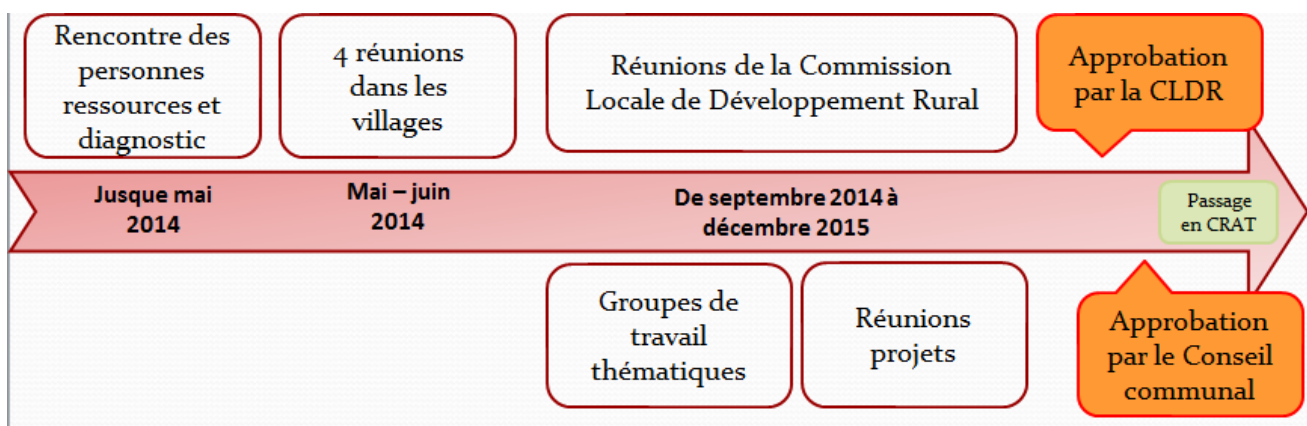 Rencontre des
personnes
ressources et
diagnostic
4 réunions
dans les
villages
Réunions de la Commission
Locale de Développement Rural
Approbation
par la CLDR
Jusque mai
2014
Mai – juin
2014
De septembre 2014 à
décembre 2015
Passage
en CRAT
Groupes de
travail
thématiques
Réunions
projets
Approbation
par le Conseil
communal